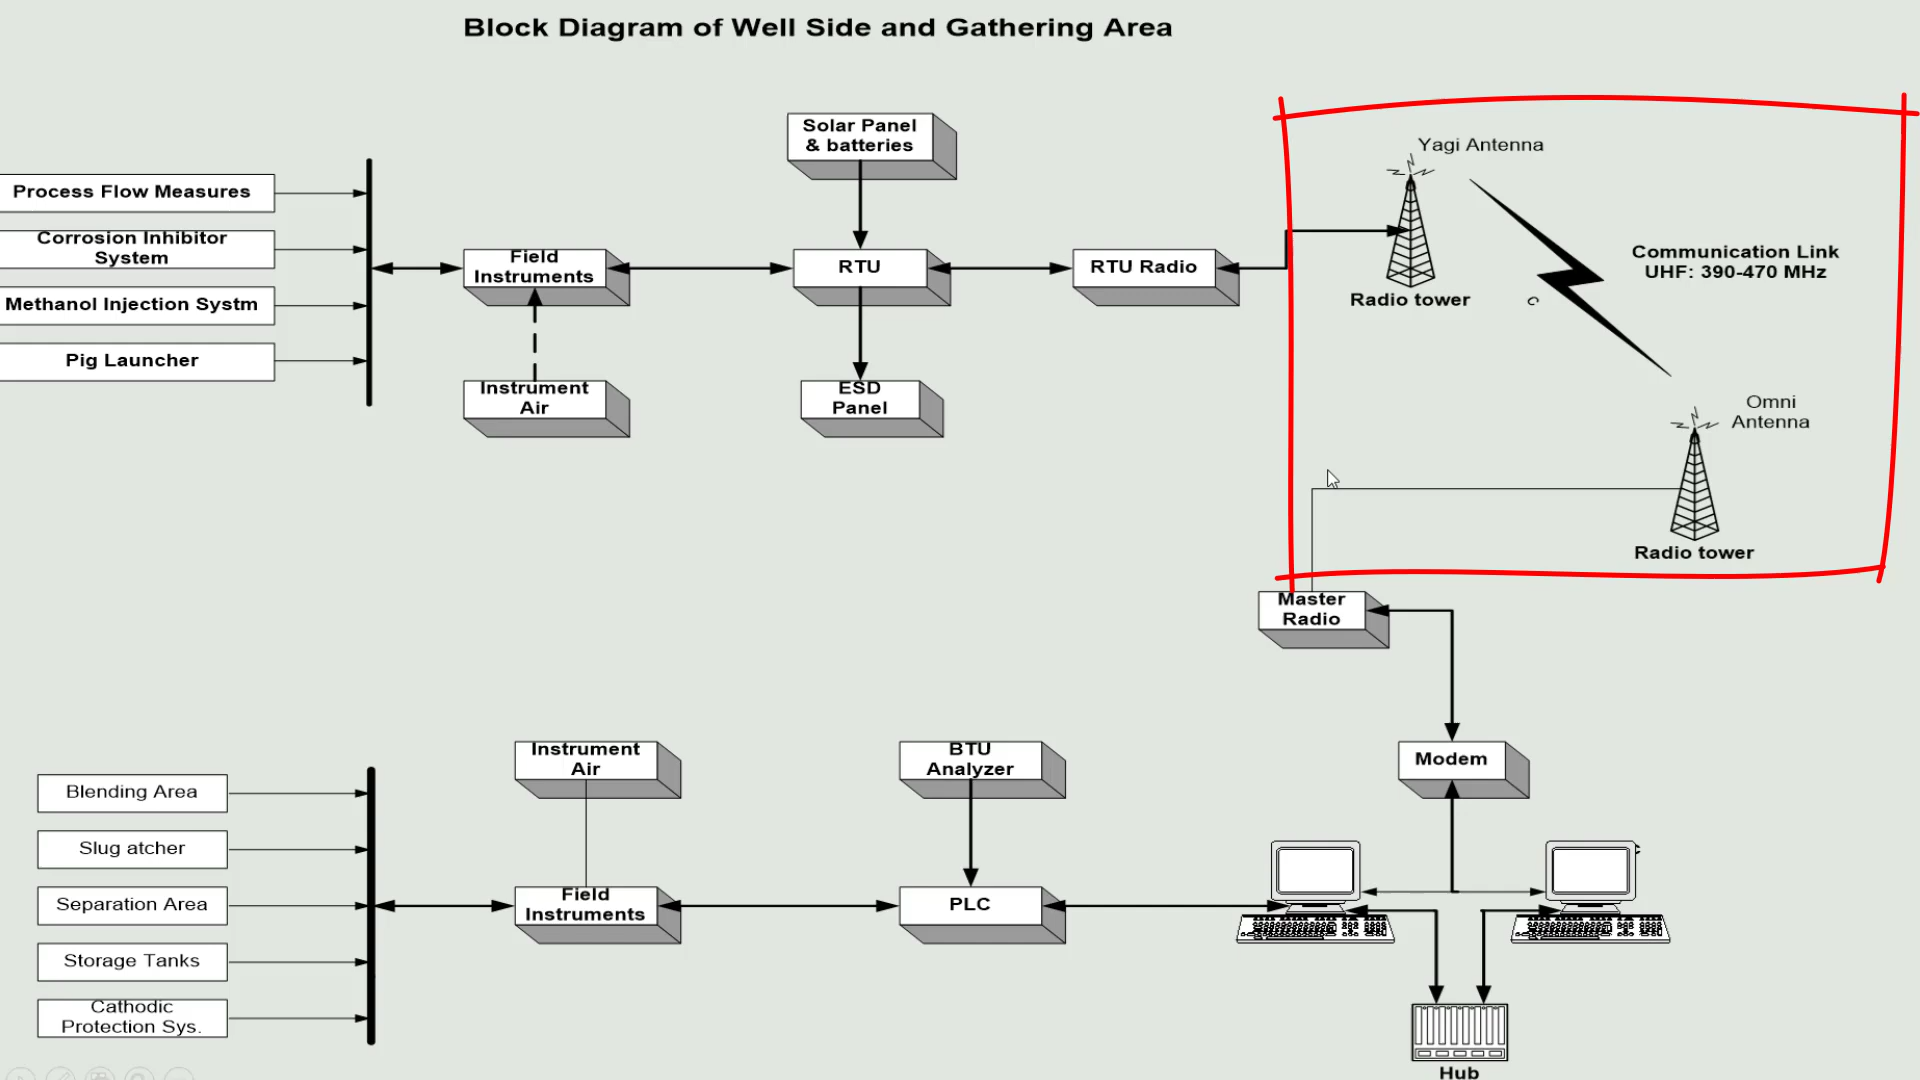 Block Diagram of Well Side and Gathering Area
Solar Panel
& batteries
Yagi Antenna
Process Flow Measures
Corrosion Inhibitor
System
Methanol Injection Systm
Pig Launcher
Field
Instruments
RTU
RTU Radio
Radio tower
Communication Link
UHF: 390-470 MHz
Instrument
Air
ESD
Panel
Omni
Antenna
Radio tower
Master
Radio
Instrument
Air
BTU
Analyzer
Modem
Blending Area
Slug atcher
Separation Area
Storage Tanks
Cathodic
Protection Sys.
Field
Instruments
PLC
Hub